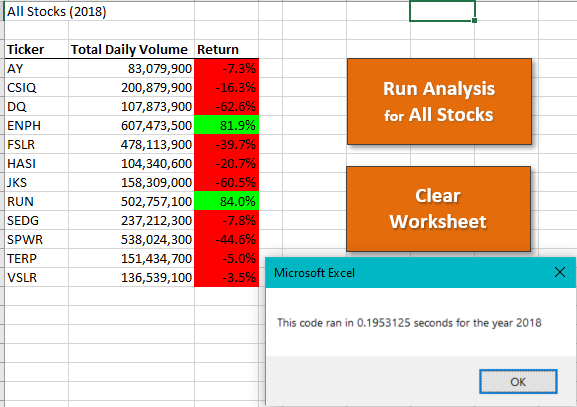 All Stocks (2018)
Ticker Total Daily Volume Return
AY 83,079,900 -7.3%
CSIQ 200,879,900 -16.3%
DQ 107,873,900 -62.6%
ENPH 607,473,500 81.9%
FSLR 478,113,900 -39.7%
HASI 104,340,600 -20.7%
JKS 158,309,000 -60.5%
RUN 502,757,100 84.0%
SEDG 237,212,300 -7.8%
SPWR 538,024,300 -44.6%
TERP 151,434,700 -5.0%
VSLR 136,539,100 -3.5%
Run Analysis
for All Stocks
Clear
Worksheet
Microsoft Excel
This code ran in 0.1953125 seconds for the year 2018
OK